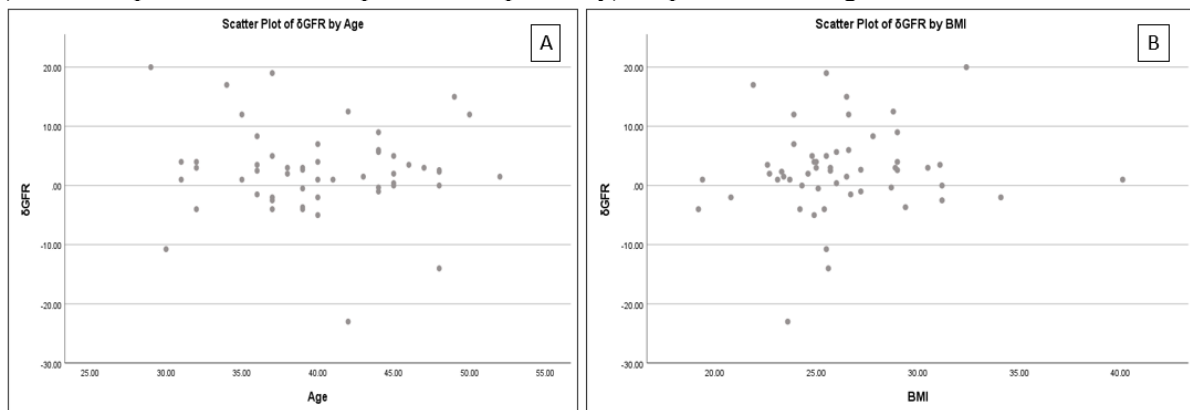 Scatter Plot of δGFR by Age
A
20.00
10.00
.00
-10.00
-20.00
-30.00
δGFR
25.00 30.00 35.00 40.00 45.00 50.00 55.00
Age
Scatter Plot of δGFR by BMI
B
20.00
10.00
.00
-10.00
-20.00
-30.00
δGFR
20.00 25.00 30.00 35.00 40.00
BMI